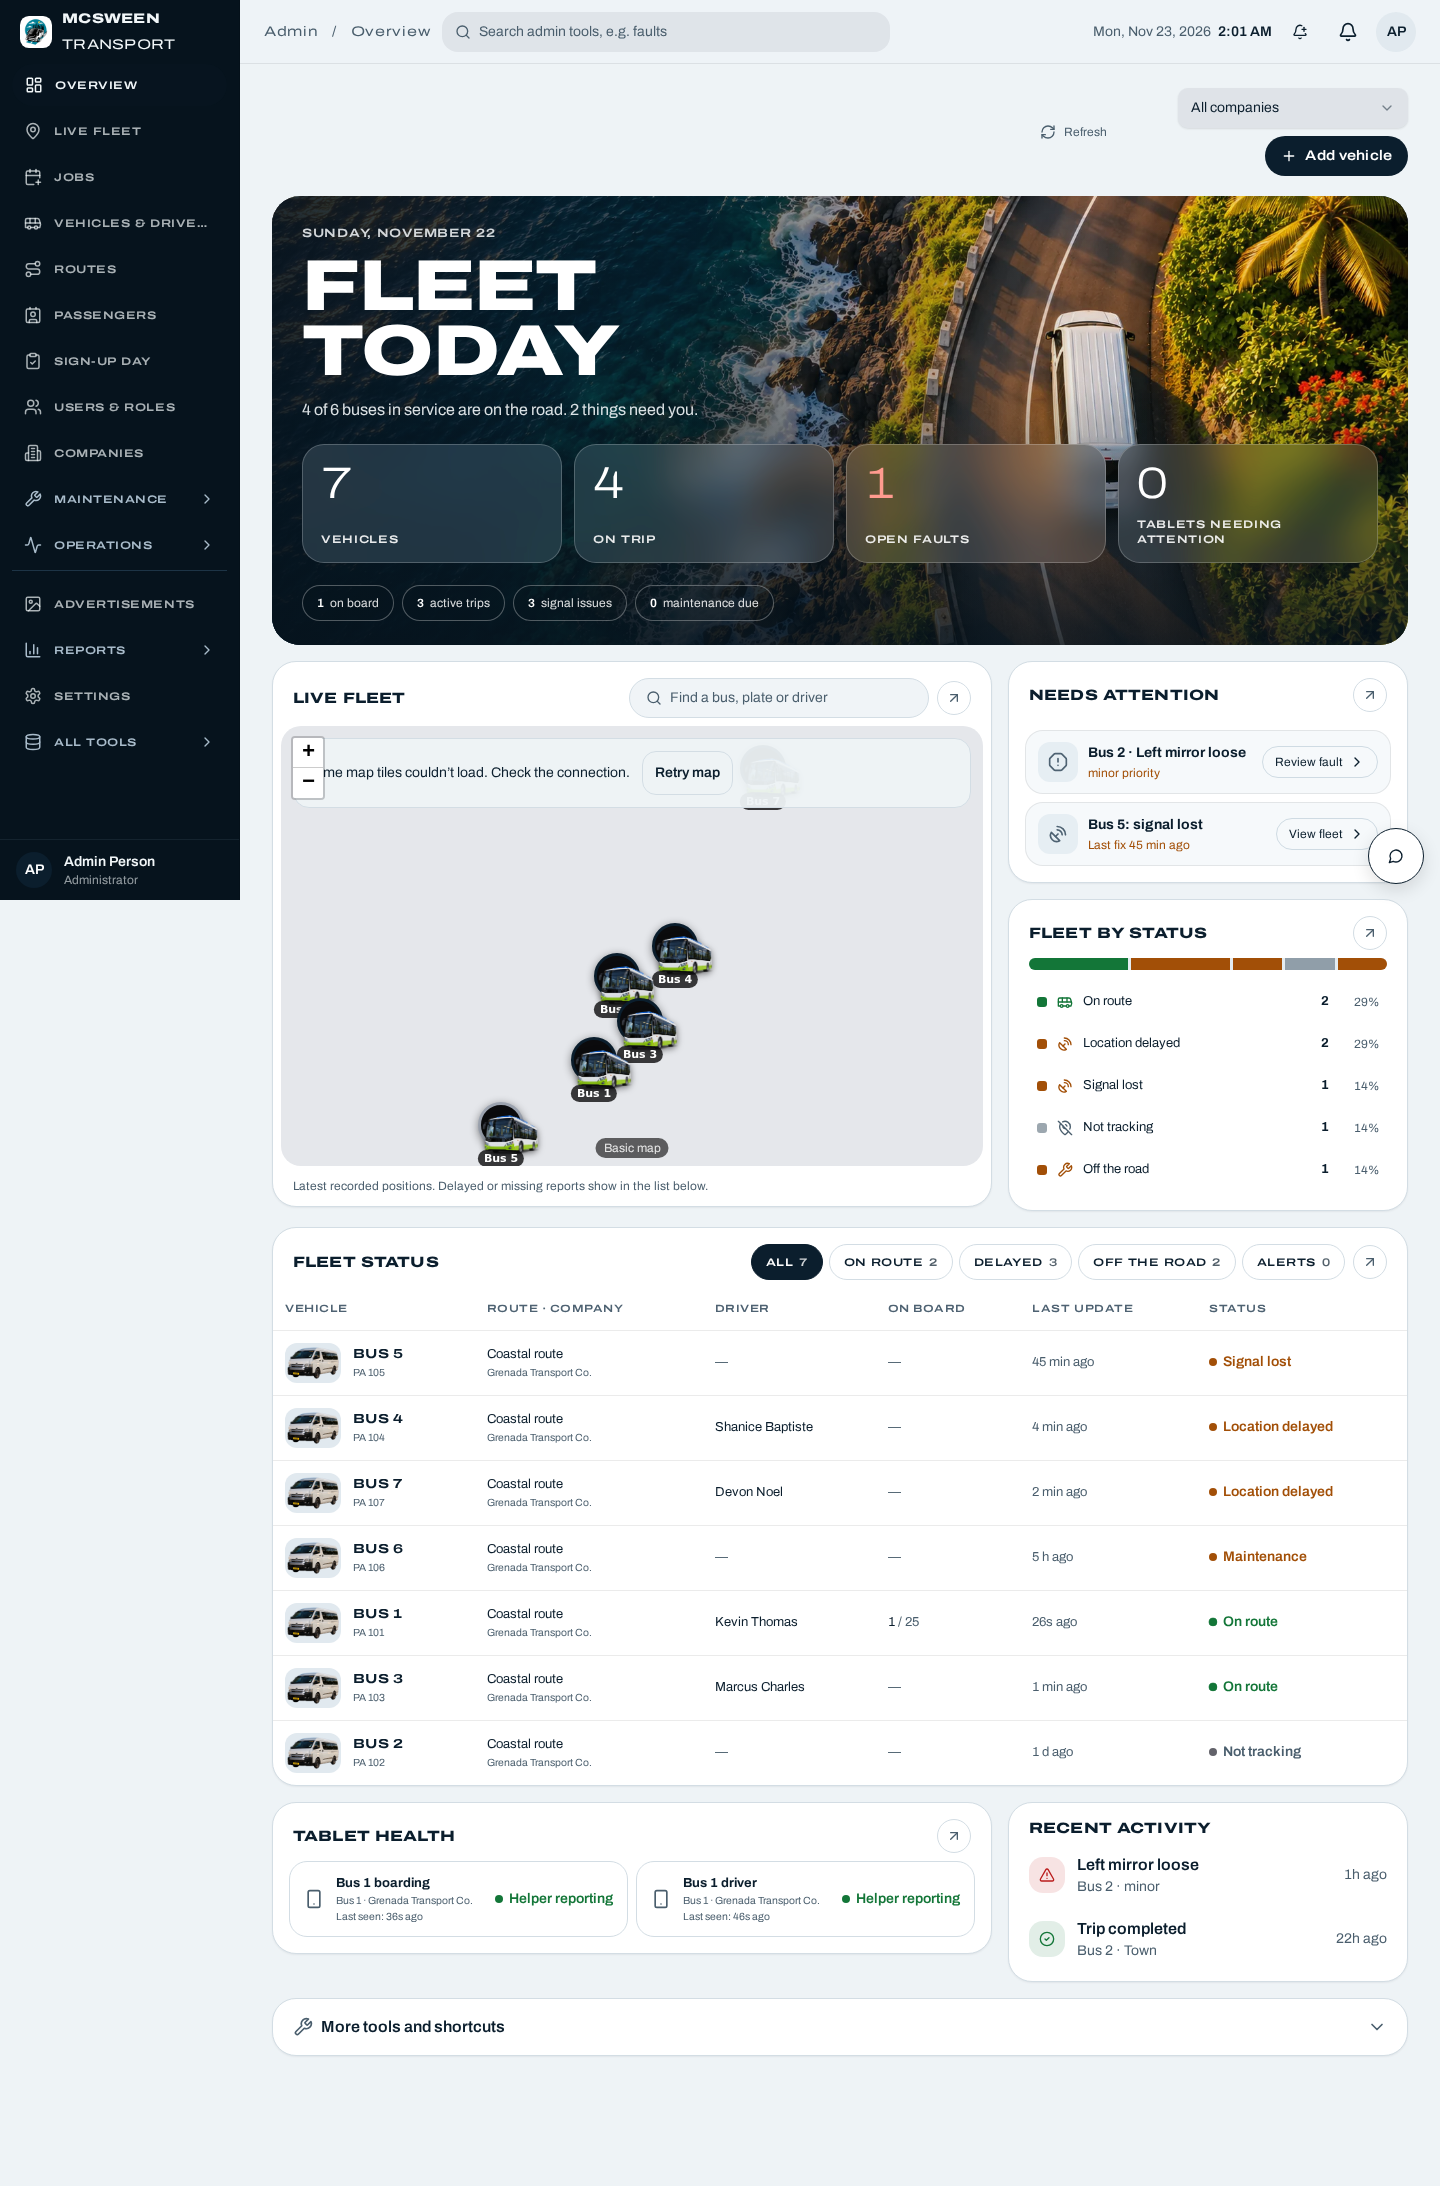 MCSWEEN
TRANSPORT
OVERVIEW
LIVE FLEET
JOBS
VEHICLES & DRIVE...
ROUTES
PASSENGERS
SIGN-UP DAY
USERS & ROLES
COMPANIES
MAINTENANCE
OPERATIONS
ADVERTISEMENTS
REPORTS
SETTINGS
ALL TOOLS
AP
Admin Person
Administrator
Admin / Overview
Search admin tools, e.g. faults
Mon, Nov 23, 2026 2:01 AM
AP
All companies
Refresh
Add vehicle
SUNDAY, NOVEMBER 22
FLEET
TODAY
4 of 6 buses in service are on the road. 2 things need you.
7
VEHICLES
4
ON TRIP
1
OPEN FAULTS
0
TABLETS NEEDING
ATTENTION
1 on board
3 active trips
3 signal issues
0 maintenance due
LIVE FLEET
Find a bus, plate or driver
+
−
me map tiles couldn't load. Check the connection.
Retry map
Bus 7
Bus 4
Bus
Bus 3
Bus 1
Bus 5
Basic map
Latest recorded positions. Delayed or missing reports show in the list below.
NEEDS ATTENTION
Bus 2 · Left mirror loose
minor priority
Review fault
Bus 5: signal lost
Last fix 45 min ago
View fleet
FLEET BY STATUS
On route 2 29%
Location delayed 2 29%
Signal lost 1 14%
Not tracking 1 14%
Off the road 1 14%
FLEET STATUS
ALL 7
ON ROUTE 2
DELAYED 3
OFF THE ROAD 2
ALERTS 0
VEHICLE ROUTE · COMPANY DRIVER ON BOARD LAST UPDATE STATUS
BUS 5 Coastal route — — 45 min ago Signal lost
PA 105 Grenada Transport Co.
BUS 4 Coastal route Shanice Baptiste — 4 min ago Location delayed
PA 104 Grenada Transport Co.
BUS 7 Coastal route Devon Noel — 2 min ago Location delayed
PA 107 Grenada Transport Co.
BUS 6 Coastal route — — 5 h ago Maintenance
PA 106 Grenada Transport Co.
BUS 1 Coastal route Kevin Thomas 1 / 25 26s ago On route
PA 101 Grenada Transport Co.
BUS 3 Coastal route Marcus Charles — 1 min ago On route
PA 103 Grenada Transport Co.
BUS 2 Coastal route — — 1 d ago Not tracking
PA 102 Grenada Transport Co.
TABLET HEALTH
Bus 1 boarding
Bus 1 · Grenada Transport Co.
Last seen: 36s ago
Helper reporting
Bus 1 driver
Bus 1 · Grenada Transport Co.
Last seen: 46s ago
Helper reporting
RECENT ACTIVITY
Left mirror loose
Bus 2 · minor
1h ago
Trip completed
Bus 2 · Town
22h ago
More tools and shortcuts